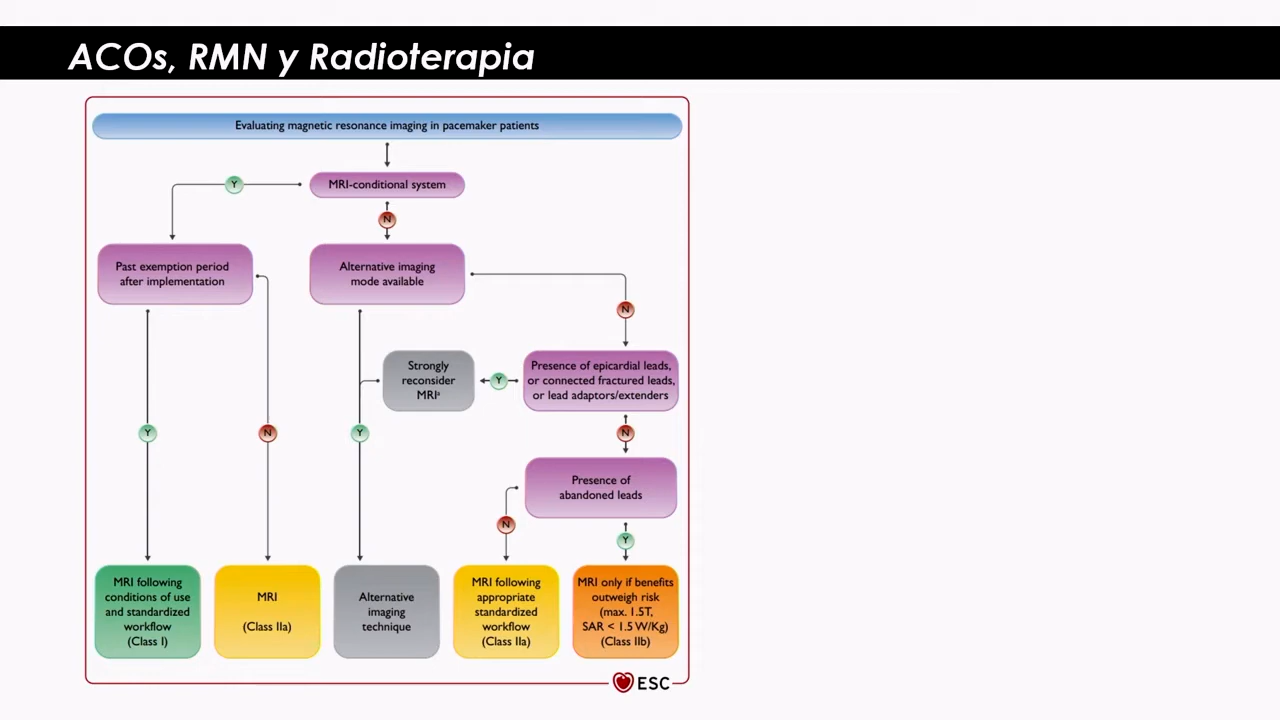 ACOs, RMN y Radioterapia
Evaluating magnetic resonance imaging in pacemaker patients
Y
MRI-conditional system
N
Past exemption period
after implementation
Alternative imaging
mode available
N
Strongly
reconsider
MRIᵃ
Y
Presence of epicardial leads,
or connected fractured leads,
or lead adaptors/extenders
Y
N
Y
N
Presence of
abandoned leads
N
Y
MRI following
conditions of use
and standardized
workflow
(Class I)
MRI
(Class IIa)
Alternative
imaging
technique
MRI following
appropriate
standardized
workflow
(Class IIa)
MRI only if benefits
outweigh risk
(max. 1.5T,
SAR < 1.5 W/Kg)
(Class IIb)
ESC